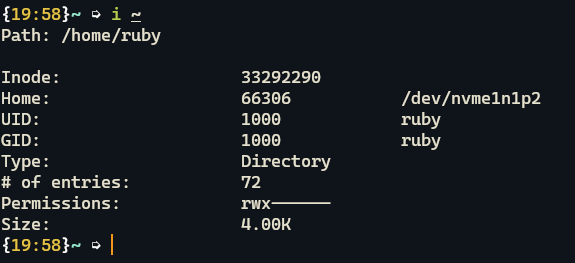 {19:58}~ ➭ i ~
Path: /home/ruby
Inode: 33292290
Home: 66306 /dev/nvme1n1p2
UID: 1000 ruby
GID: 1000 ruby
Type: Directory
# of entries: 72
Permissions: rwx------
Size: 4.00K
{19:58}~ ➭